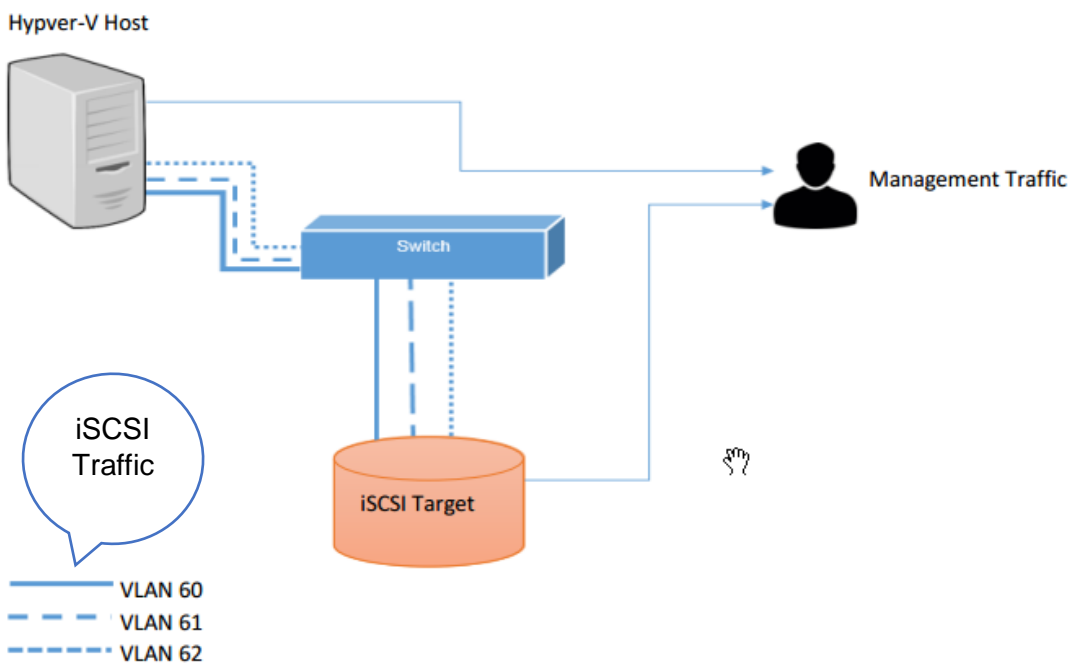 Hypver-V Host
Management Traffic
Switch
iSCSI
Traffic
iSCSI Target
VLAN 60
VLAN 61
VLAN 62